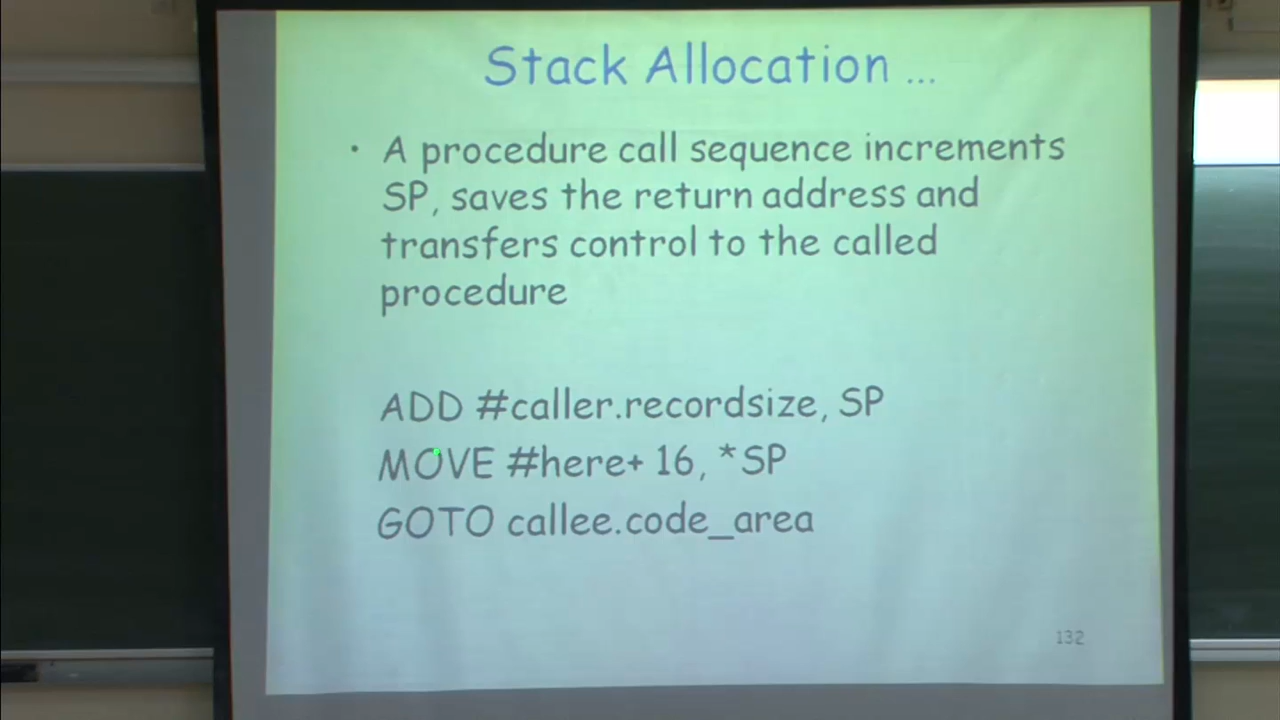 Stack Allocation ...
• A procedure call sequence increments
SP, saves the return address and
transfers control to the called
procedure
ADD #caller.recordsize, SP
MOVE #here+ 16, *SP
GOTO callee.code_area
132